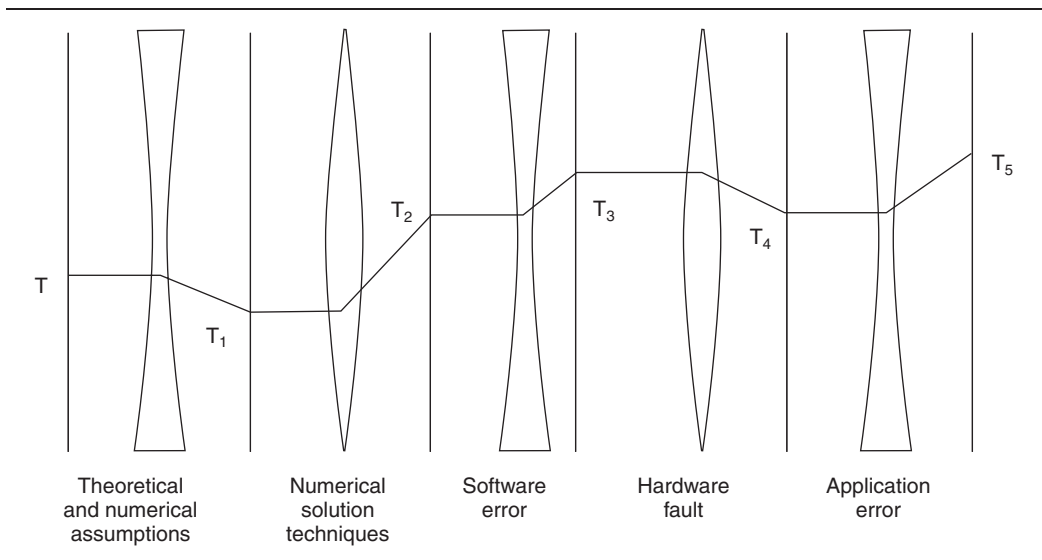 T
T₁
T₂
T₃
T₄
T₅
Theoretical
and numerical
assumptions
Numerical
solution
techniques
Software
error
Hardware
fault
Application
error